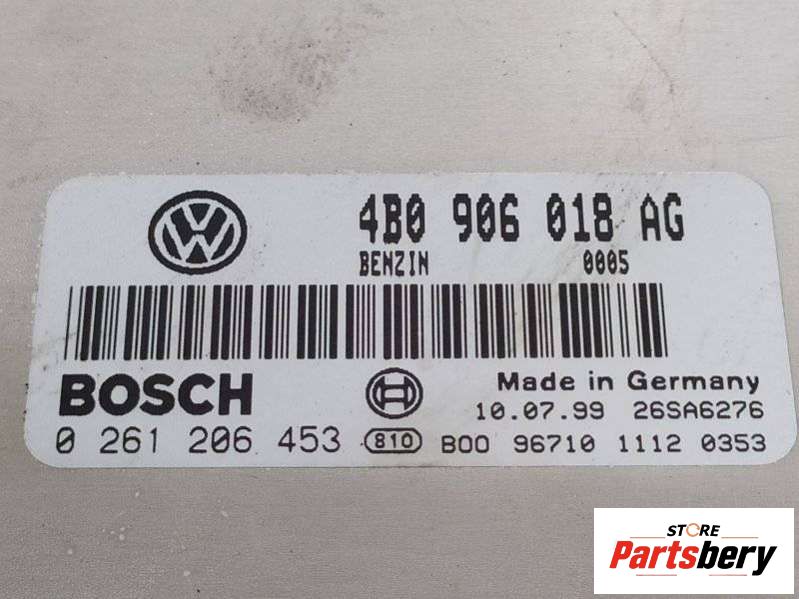 VW
4B0 906 018 AG
BENZIN 0005
BOSCH
Made in Germany
10.07.99 26SA6276
0 261 206 453 810 B00 96710 1112 0353
STORE
Partsbery